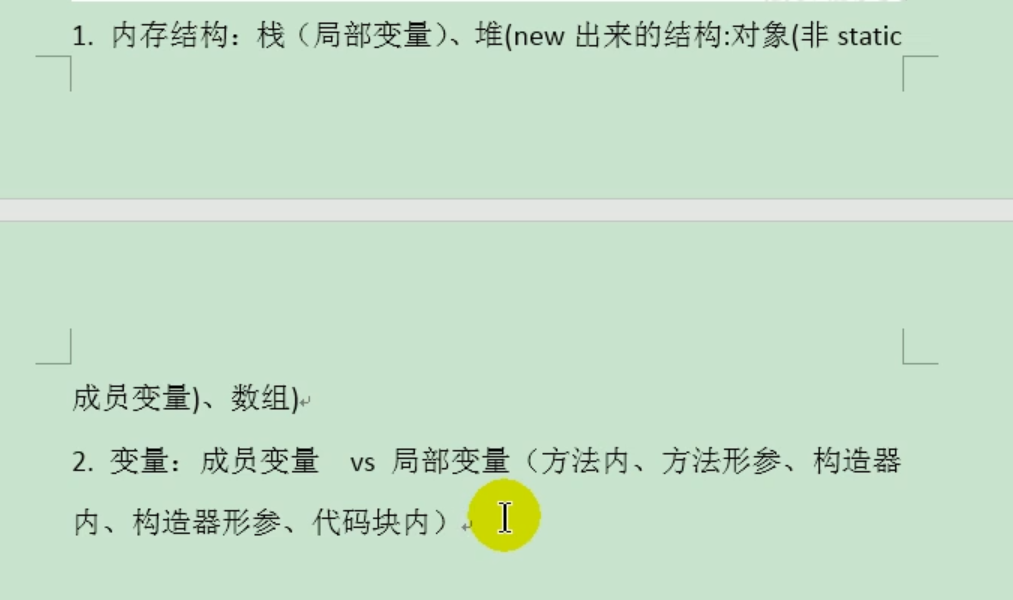 1. 内存结构：栈（局部变量）、堆(new 出来的结构:对象(非 static
成员变量)、数组)
2. 变量：成员变量 vs 局部变量（方法内、方法形参、构造器
内、构造器形参、代码块内）